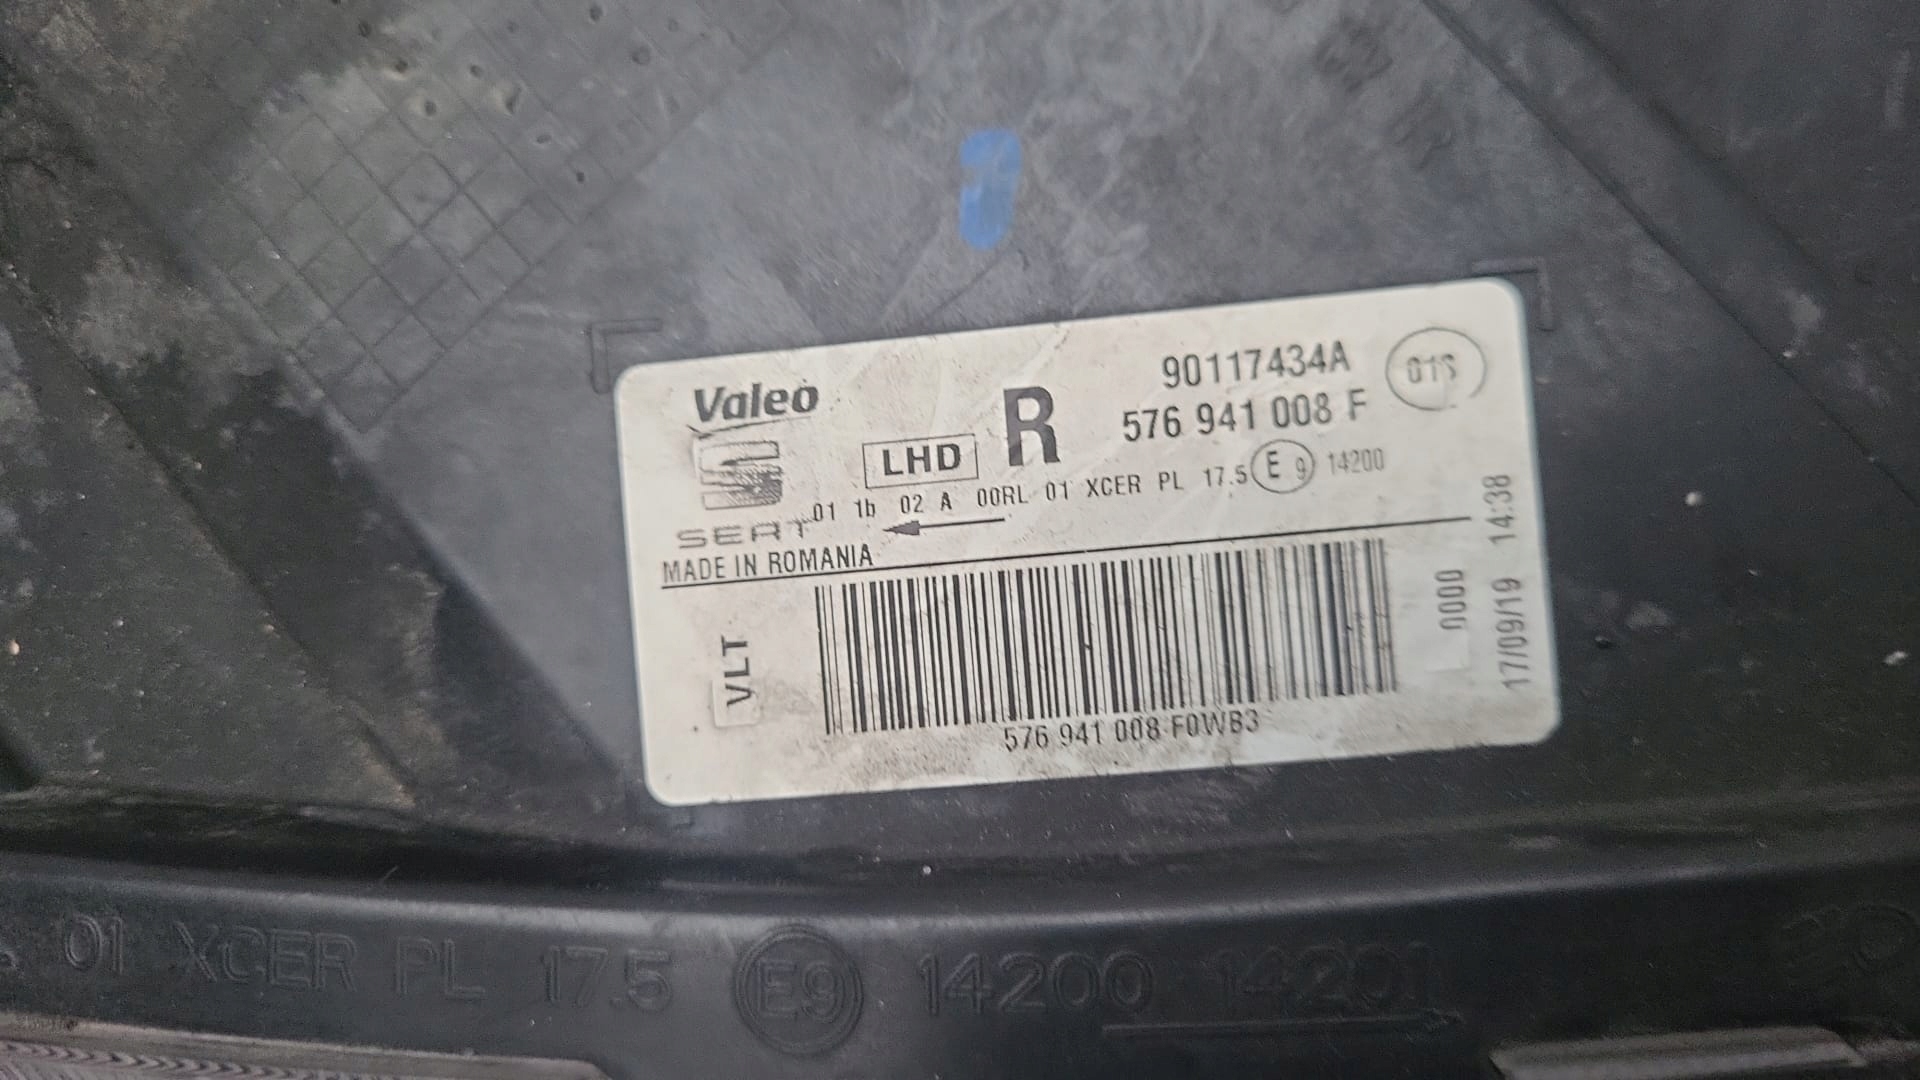 Valeo
R
90117434A
01S
576 941 008 F
LHD
01 1b 02 A 00RL 01 XCER PL 17.5 E 9 14200
SEAT
MADE IN ROMANIA
VLT
0000
17/09/19 14:38
576 941 008 F0WB3
01 XCER PL 17.5 E9 14200 14201